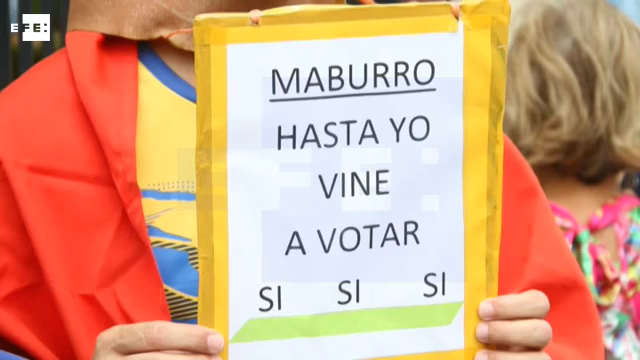 EFE:
MABURRO
HASTA YO
VINE
A VOTAR
SI SI SI